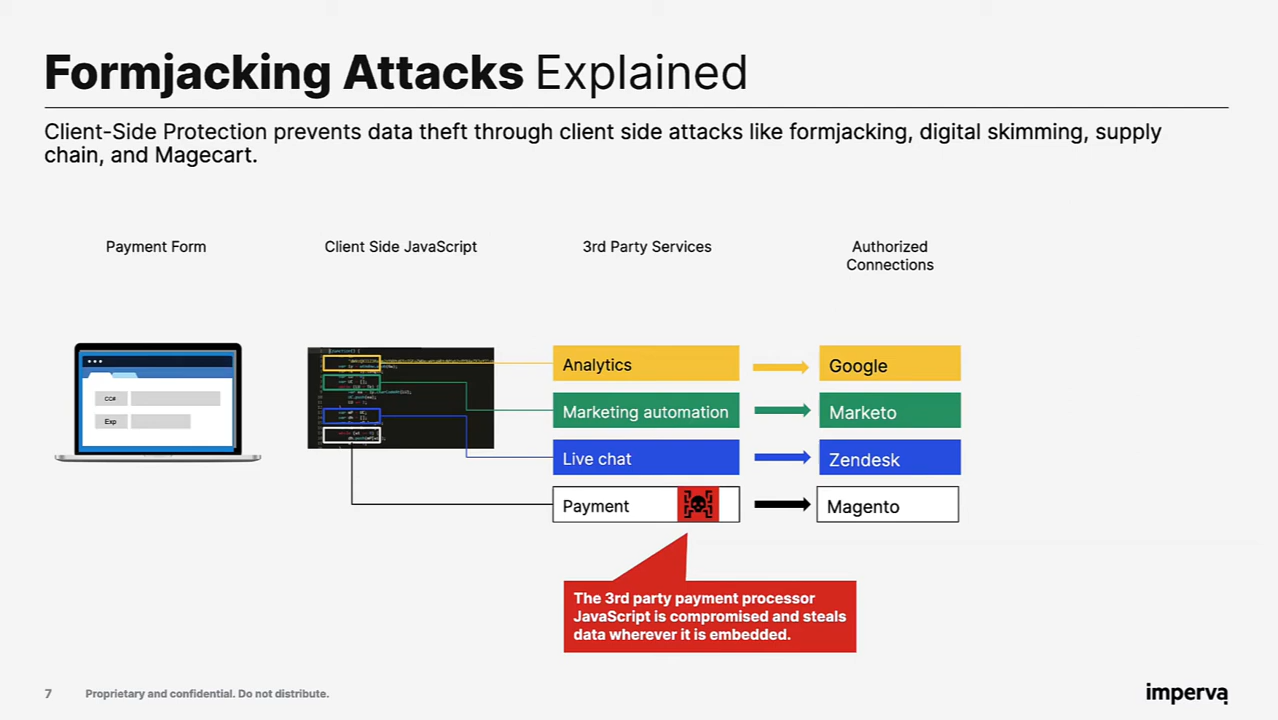 Formjacking Attacks Explained
Client-Side Protection prevents data theft through client side attacks like formjacking, digital skimming, supply
chain, and Magecart.
Payment Form
Client Side JavaScript
3rd Party Services
Authorized
Connections
CC#
Exp
Analytics
Google
Marketing automation
Marketo
Live chat
Zendesk
Payment
Magento
The 3rd party payment processor
JavaScript is compromised and steals
data wherever it is embedded.
7
Proprietary and confidential. Do not distribute.
imperva